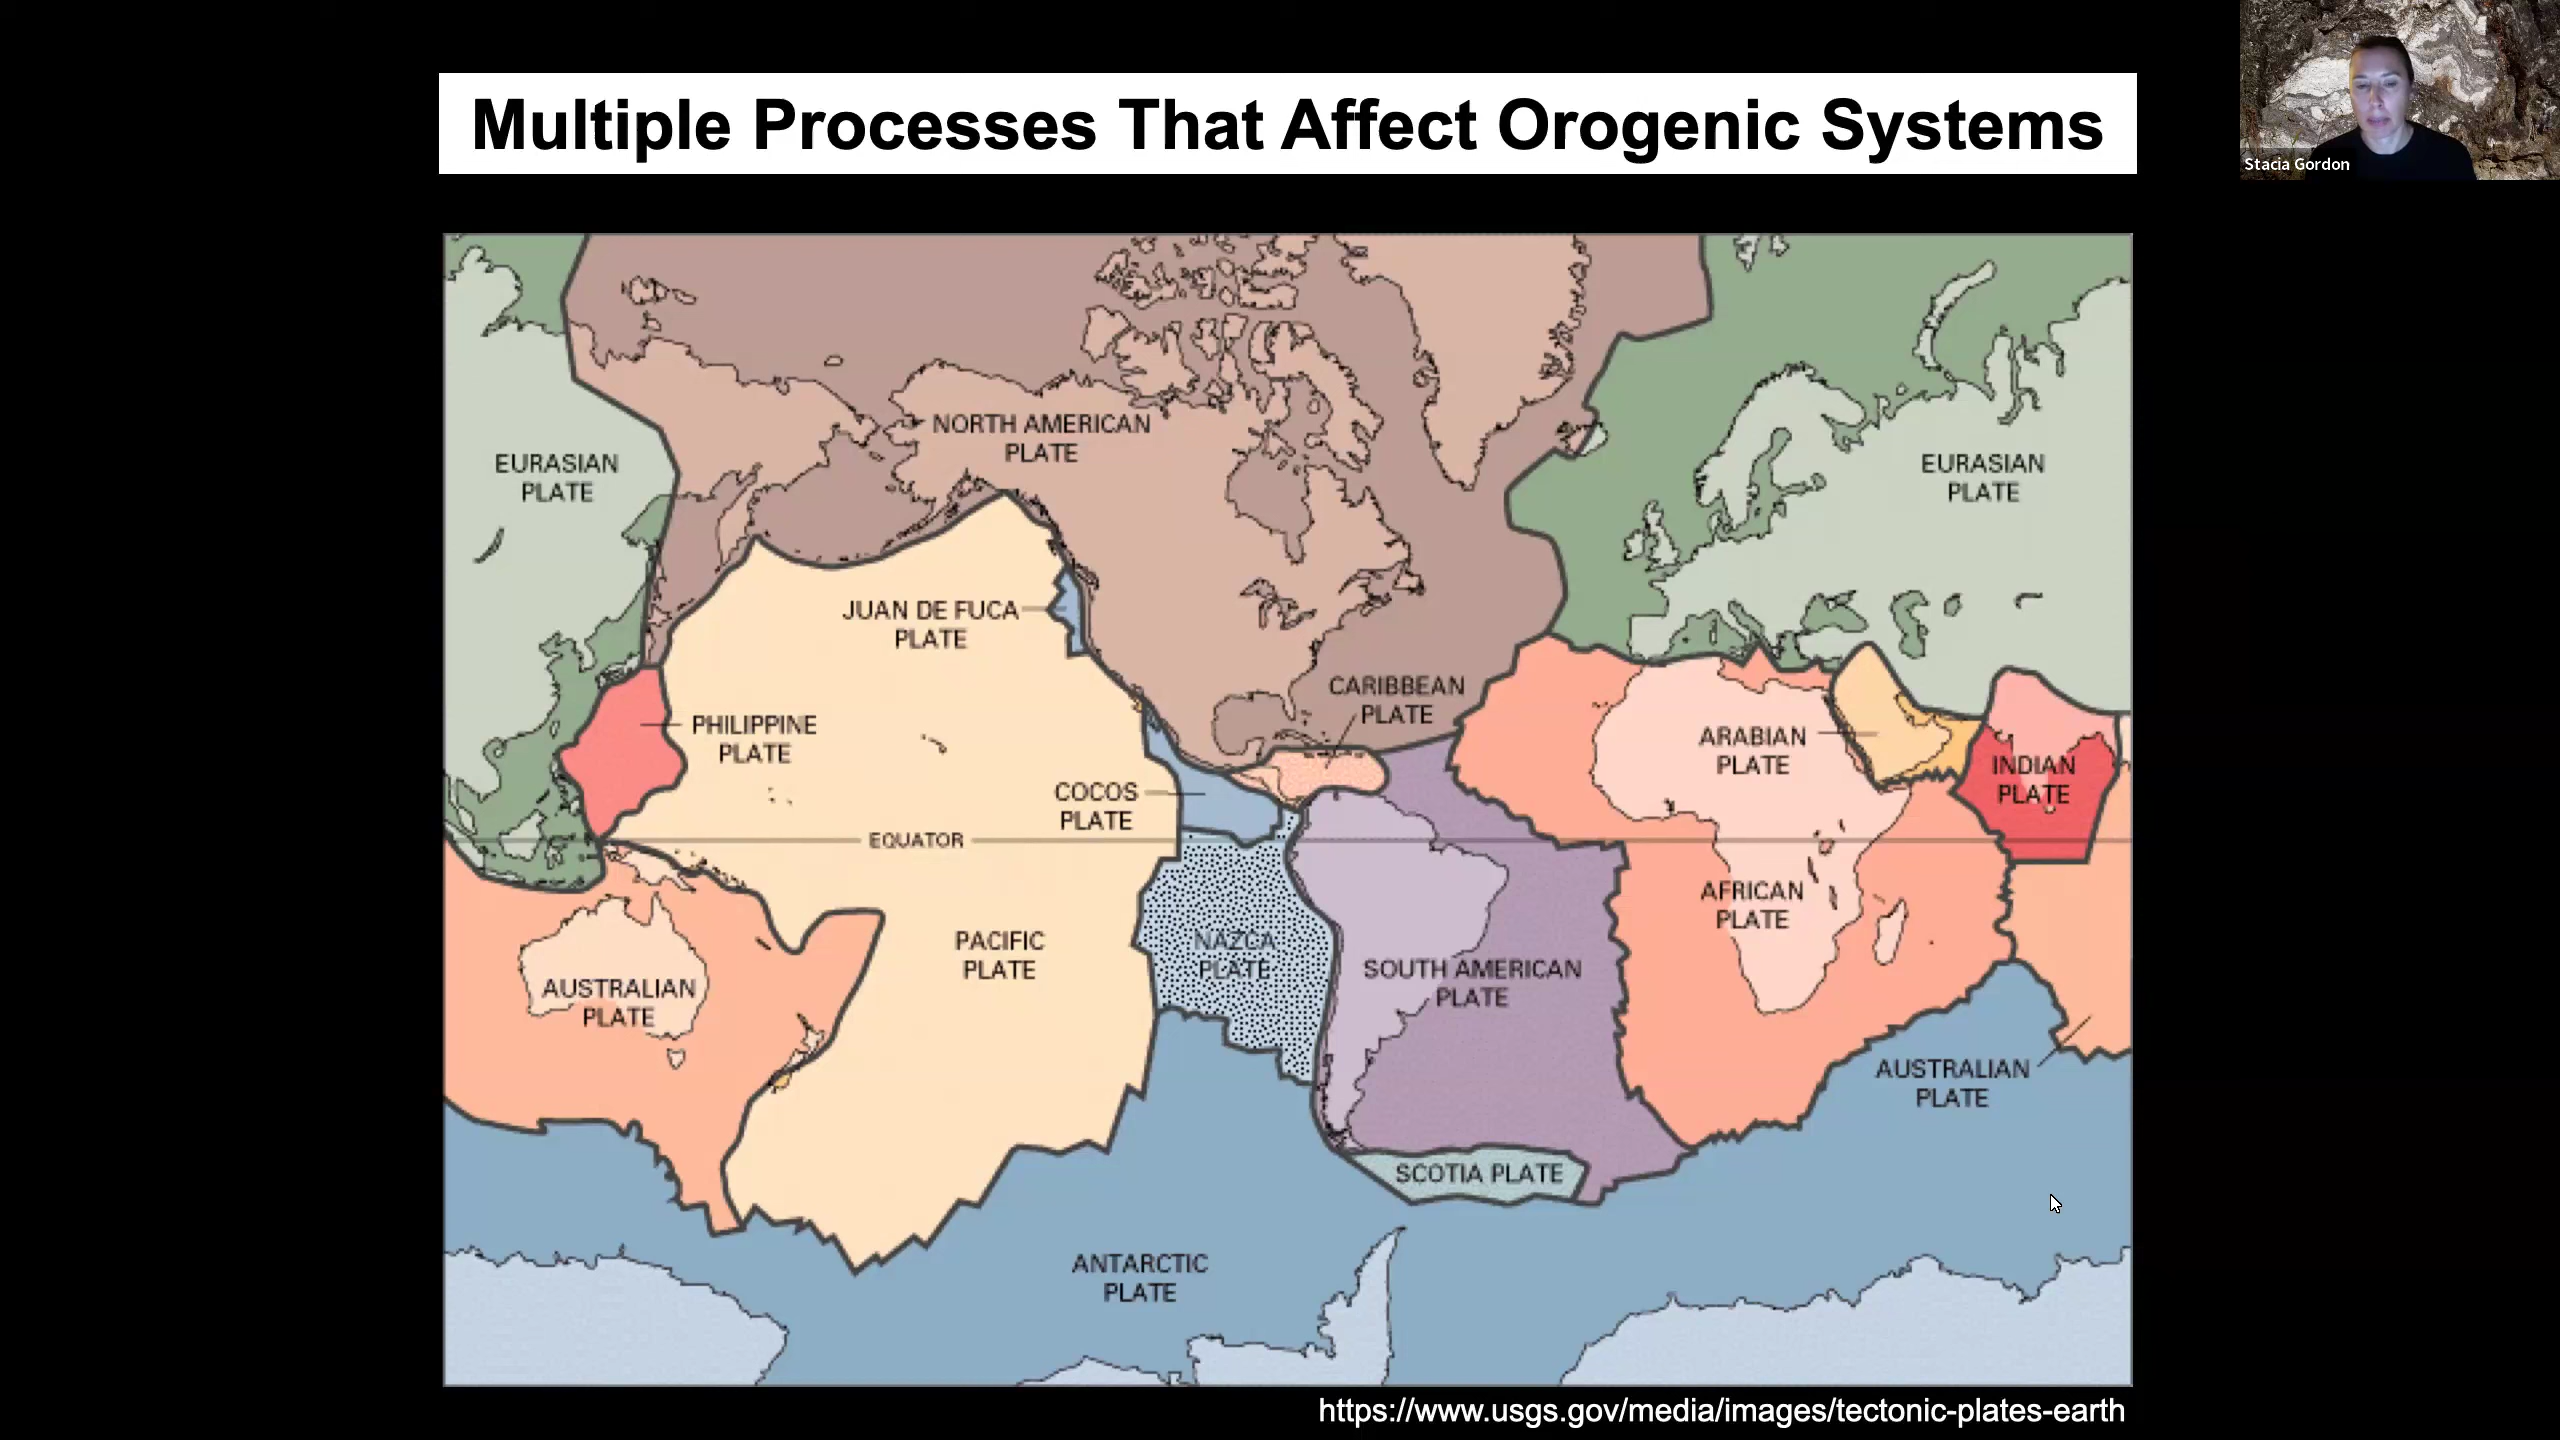 Multiple Processes That Affect Orogenic Systems
Stacia Gordon
NORTH AMERICAN
PLATE
EURASIAN
PLATE
EURASIAN
PLATE
JUAN DE FUCA
PLATE
CARIBBEAN
PLATE
PHILIPPINE
PLATE
ARABIAN
PLATE
INDIAN
PLATE
COCOS
PLATE
EQUATOR
AFRICAN
PLATE
PACIFIC
PLATE
NAZCA
PLATE
SOUTH AMERICAN
PLATE
AUSTRALIAN
PLATE
AUSTRALIAN
PLATE
SCOTIA PLATE
ANTARCTIC
PLATE
https://www.usgs.gov/media/images/tectonic-plates-earth